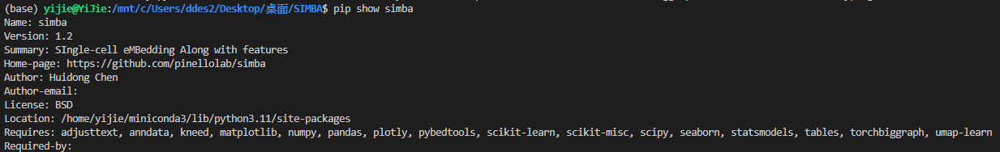 (base) yijie@YiJie:/mnt/c/Users/ddes2/Desktop/桌面/SIMBA$ pip show simba
Name: simba
Version: 1.2
Summary: SIngle-cell eMBedding Along with features
Home-page: https://github.com/pinellolab/simba
Author: Huidong Chen
Author-email:
License: BSD
Location: /home/yijie/miniconda3/lib/python3.11/site-packages
Requires: adjusttext, anndata, kneed, matplotlib, numpy, pandas, plotly, pybedtools, scikit-learn, scikit-misc, scipy, seaborn, statsmodels, tables, torchbiggraph, umap-learn
Required-by: